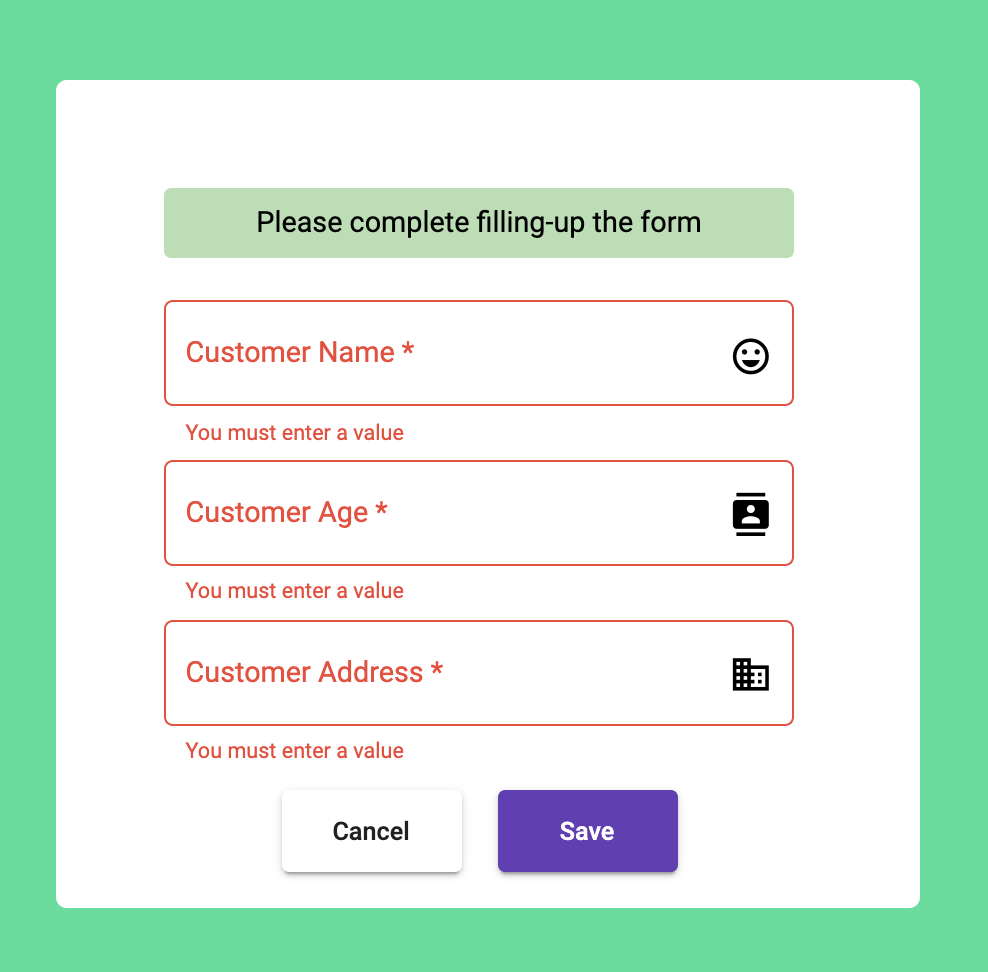 Please complete filling-up the form
Customer Name *
You must enter a value
Customer Age *
You must enter a value
Customer Address *
You must enter a value
Cancel
Save